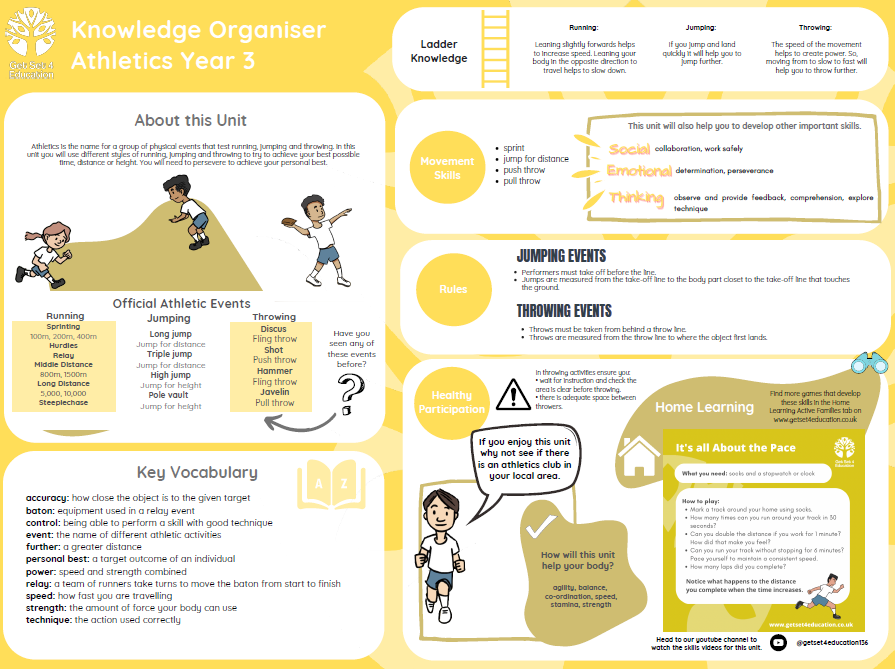 Get Set 4
Education
Knowledge Organiser
Athletics Year 3
Ladder
Knowledge
Running:
Leaning slightly forwards helps
to increase speed. Leaning your
body in the opposite direction to
travel helps to slow down.
Jumping:
If you jump and land
quickly it will help you to
jump further.
Throwing:
The speed of the movement
helps to create power. So,
moving from to slow to fast will
help you to throw further.
About this Unit
Athletics is the name for a group of physical events that test running, jumping and throwing. In this
unit you will use different styles of running, jumping and throwing to try to achieve your best possible
time, distance or height. You will need to persevere to achieve your personal best.
Official Athletic Events
Running
Sprinting
100m, 200m, 400m
Hurdles
Relay
Middle Distance
800m, 1500m
Long Distance
5,000, 10,000
Steeplechase
Jumping
Long jump
Jump for distance
Triple jump
Jump for distance
High jump
Jump for height
Pole vault
Jump for height
Throwing
Discus
Fling throw
Shot
Push throw
Hammer
Fling throw
Javelin
Pull throw
Have you
seen any of
these events
before?
?
Key Vocabulary
A Z
accuracy: how close the object is to the given target
baton: equipment used in a relay event
control: being able to perform a skill with good technique
event: the name of different athletic activities
further: a greater distance
personal best: a target outcome of an individual
power: speed and strength combined
relay: a team of runners take turns to move the baton from start to finish
speed: how fast you are travelling
strength: the amount of force your body can use
technique: the action used correctly
Movement
Skills
• sprint
• jump for distance
• push throw
• pull throw
This unit will also help you to develop other important skills.
Social collaboration, work safely
Emotional determination, perseverance
Thinking observe and provide feedback, comprehension, explore
technique
Rules
JUMPING EVENTS
• Performers must take off before the line.
• Jumps are measured from the take-off line to the body part closet to the take-off line that touches
the ground.
THROWING EVENTS
• Throws must be taken from behind a throw line.
• Throws are measured from the throw line to where the object first lands.
Healthy
Participation
!
In throwing activities ensure you:
• wait for instruction and check the
area is clear before throwing.
• there is adequate space between
throwers.
If you enjoy this unit
why not see if there
is an athletics club in
your local area.
How will this unit
help your body?
agility, balance,
co-ordination, speed,
stamina, strength
Home Learning
Find more games that develop
these skills in the Home
Learning Active Families tab on
www.getset4education.co.uk
It's all About the Pace
Get Set 4
Education
What you need: socks and a stopwatch or clock
How to play:
• Mark a track around your home using socks.
• How many times can you run around your track in 30
seconds?
• Can you double the distance if you work for 1 minute?
How did that make you feel?
• Can you run your track without stopping for 6 minutes?
Pace yourself to maintain a consistent speed.
• How many laps did you complete?
Notice what happens to the distance
you complete when the time increases.
www.getset4education.co.uk
Head to our youtube channel to
watch the skills videos for this unit.
@getset4education136